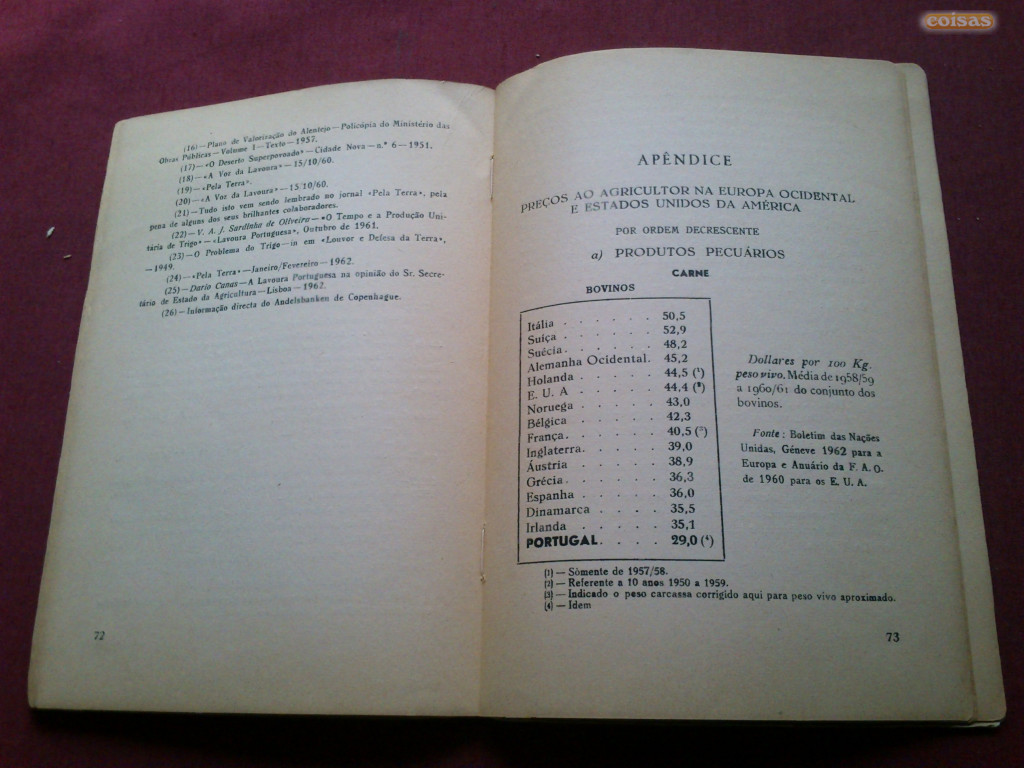 (16)—Plano de Valorização do Alentejo—Policópia do Ministério das
Obras Públicas—Volume I—Texto—1957.
(17)—«O Deserto Superpovoado»—Cidade Nova—n.º 6—1951.
(18)—«A Voz da Lavoura»—15/10/60.
(19)—«Pela Terra».
(20)—«A Voz da Lavoura»—15/10/60.
(21)—Tudo isto vem sendo lembrado no jornal «Pela Terra», pela
pena de alguns dos seus brilhantes colaboradores.
(22)—V. A. J. Sardinha de Oliveira—«O Tempo e a Produção Uni-
tária de Trigo»—«Lavoura Portuguesa», Outubro de 1961.
(23)—O Problema do Trigo—in em «Louvor e Defesa da Terra»,
—1949.
(24)—«Pela Terra»—Janeiro/Fevereiro—1962.
(25)—Dario Canas—A Lavoura Portuguesa na opinião do Sr. Secre-
tário de Estado da Agricultura—Lisboa—1962.
(26)—Informação directa do Andelsbanken de Copenhague.
72
APÊNDICE
PREÇOS AO AGRICULTOR NA EUROPA OCIDENTAL
E ESTADOS UNIDOS DA AMÉRICA
POR ORDEM DECRESCENTE
a) PRODUTOS PECUÁRIOS
CARNE
BOVINOS
Itália . . . . . . 50,5
Suiça . . . . . . 52,9
Suécia. . . . . . 48,2
Alemanha Ocidental. 45,2
Holanda . . . . . 44,5 (¹)
E. U. A . . . . . 44,4 (²)
Noruega . . . . . 43,0
Bélgica . . . . . 42,3
França. . . . . . 40,5 (³)
Inglaterra. . . . . 39,0
Áustria . . . . . 38,9
Grécia. . . . . . 36,3
Espanha . . . . . 36,0
Dinamarca . . . . 35,5
Irlanda . . . . . 35,1
PORTUGAL. . . . 29,0 (⁴)
Dollares por 100 Kg.
peso vivo. Média de 1958/59
a 1960/61 do conjunto dos
bovinos.
Fonte: Boletim das Nações
Unidas, Géneve 1962 para a
Europa e Anuário da F. A. O.
de 1960 para os E. U. A.
(1) — Sòmente de 1957/58.
(2) — Referente a 10 anos 1950 a 1959.
(3) — Indicado o peso carcassa corrigido aqui para peso vivo aproximado.
(4) — Idem
73
coisas